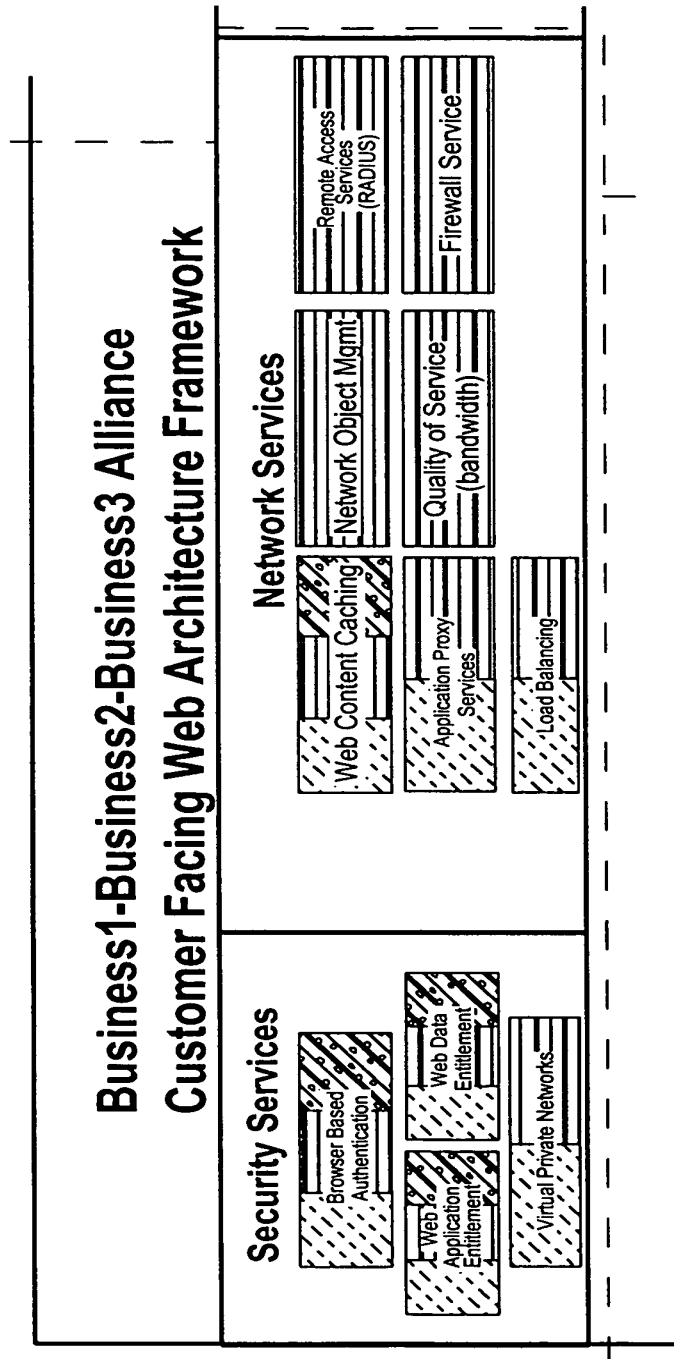 Business1-Business2-Business3 Alliance
Customer Facing Web Architecture Framework
Security Services
Browser Based
Authentication
Web
Application
Entitlement
Web Data
Entitlement
Virtual Private Networks
Network Services
Web Content Caching
Network Object Mgmt
Remote Access
Services
(RADIUS)
Application Proxy
Services
Quality of Service
(bandwidth)
Firewall Service
Load Balancing